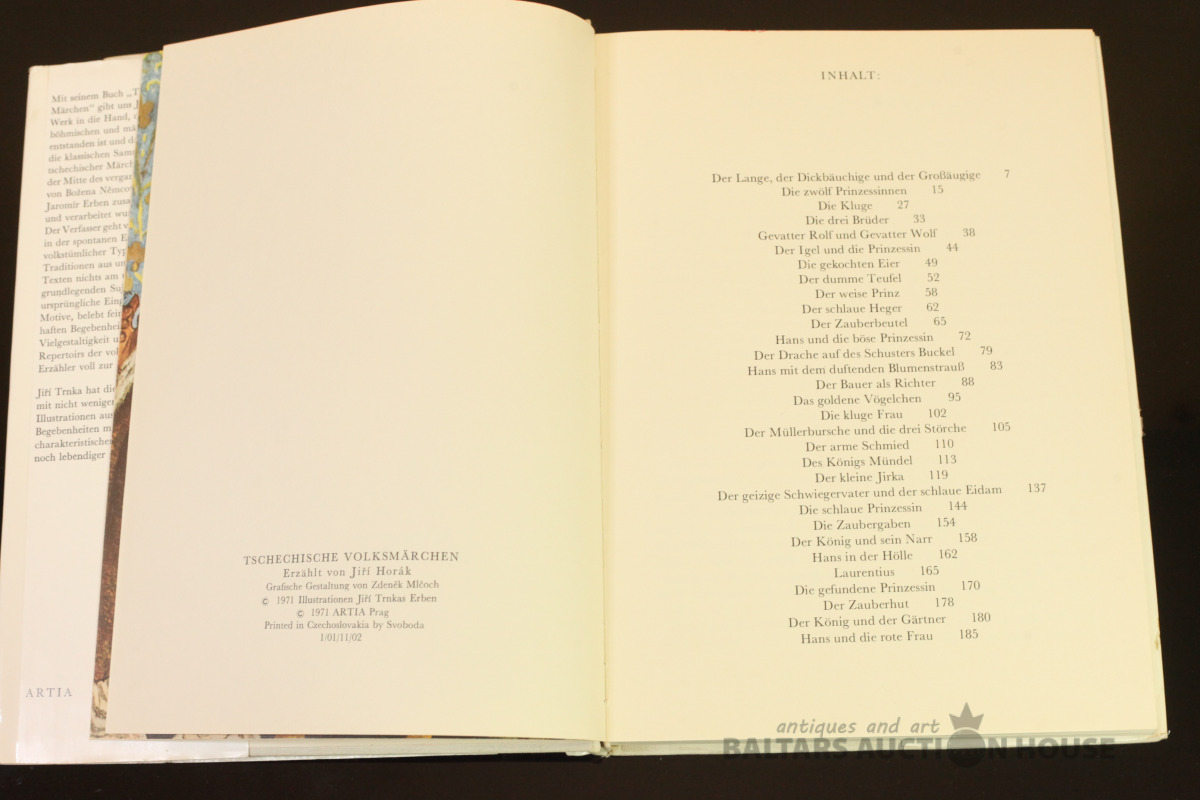 Mit seinem Buch „T
Märchen“ gibt uns J
Werk in die Hand,
böhmischen und mä
entstanden ist und d
die klassischen Sam
tschechischer Märch
der Mitte des vergan
von Božena Němco
Jaromír Erben zusa
und verarbeitet wu
Der Verfasser geht v
in der spontanen E
volkstümlicher Typ
Traditionen aus un
Texten nichts am
grundlegenden Suj
ursprüngliche Ein
Motive, belebt fein
haften Begebenhei
Vielgestaltigkeit u
Repertoirs der vol
Erzähler voll zur
Jiří Trnka hat die
mit nicht weniger
Illustrationen aus
Begebenheiten m
charakteristischen
noch lebendiger
ARTIA
TSCHECHISCHE VOLKSMÄRCHEN
Erzählt von Jiří Horák
Grafische Gestaltung von Zdeněk Mlčoch
© 1971 Illustrationen Jiří Trnkas Erben
© 1971 ARTIA Prag
Printed in Czechoslovakia by Svoboda
1/01/11/02
INHALT:
Der Lange, der Dickbäuchige und der Großäugige 7
Die zwölf Prinzessinnen 15
Die Kluge 27
Die drei Brüder 33
Gevatter Rolf und Gevatter Wolf 38
Der Igel und die Prinzessin 44
Die gekochten Eier 49
Der dumme Teufel 52
Der weise Prinz 58
Der schlaue Heger 62
Der Zauberbeutel 65
Hans und die böse Prinzessin 72
Der Drache auf des Schusters Buckel 79
Hans mit dem duftenden Blumenstrauß 83
Der Bauer als Richter 88
Das goldene Vögelchen 95
Die kluge Frau 102
Der Müllerbursche und die drei Störche 105
Der arme Schmied 110
Des Königs Mündel 113
Der kleine Jirka 119
Der geizige Schwiegervater und der schlaue Eidam 137
Die schlaue Prinzessin 144
Die Zaubergaben 154
Der König und sein Narr 158
Hans in der Hölle 162
Laurentius 165
Die gefundene Prinzessin 170
Der Zauberhut 178
Der König und der Gärtner 180
Hans und die rote Frau 185
antiques and art
BALTARS AUCTION HOUSE